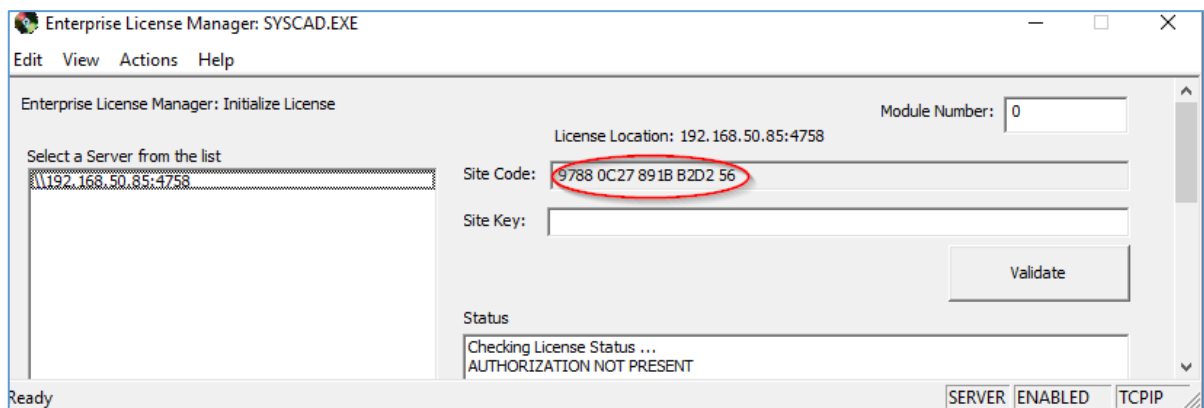 Enterprise License Manager: SYSCAD.EXE
Edit View Actions Help
Enterprise License Manager: Initialize License
Module Number: 0
License Location: 192.168.50.85:4758
Select a Server from the list
\\192.168.50.85:4758
Site Code: 9788 0C27 891B B2D2 56
Site Key:
Validate
Status
Checking License Status ...
AUTHORIZATION NOT PRESENT
Ready SERVER ENABLED TCPIP